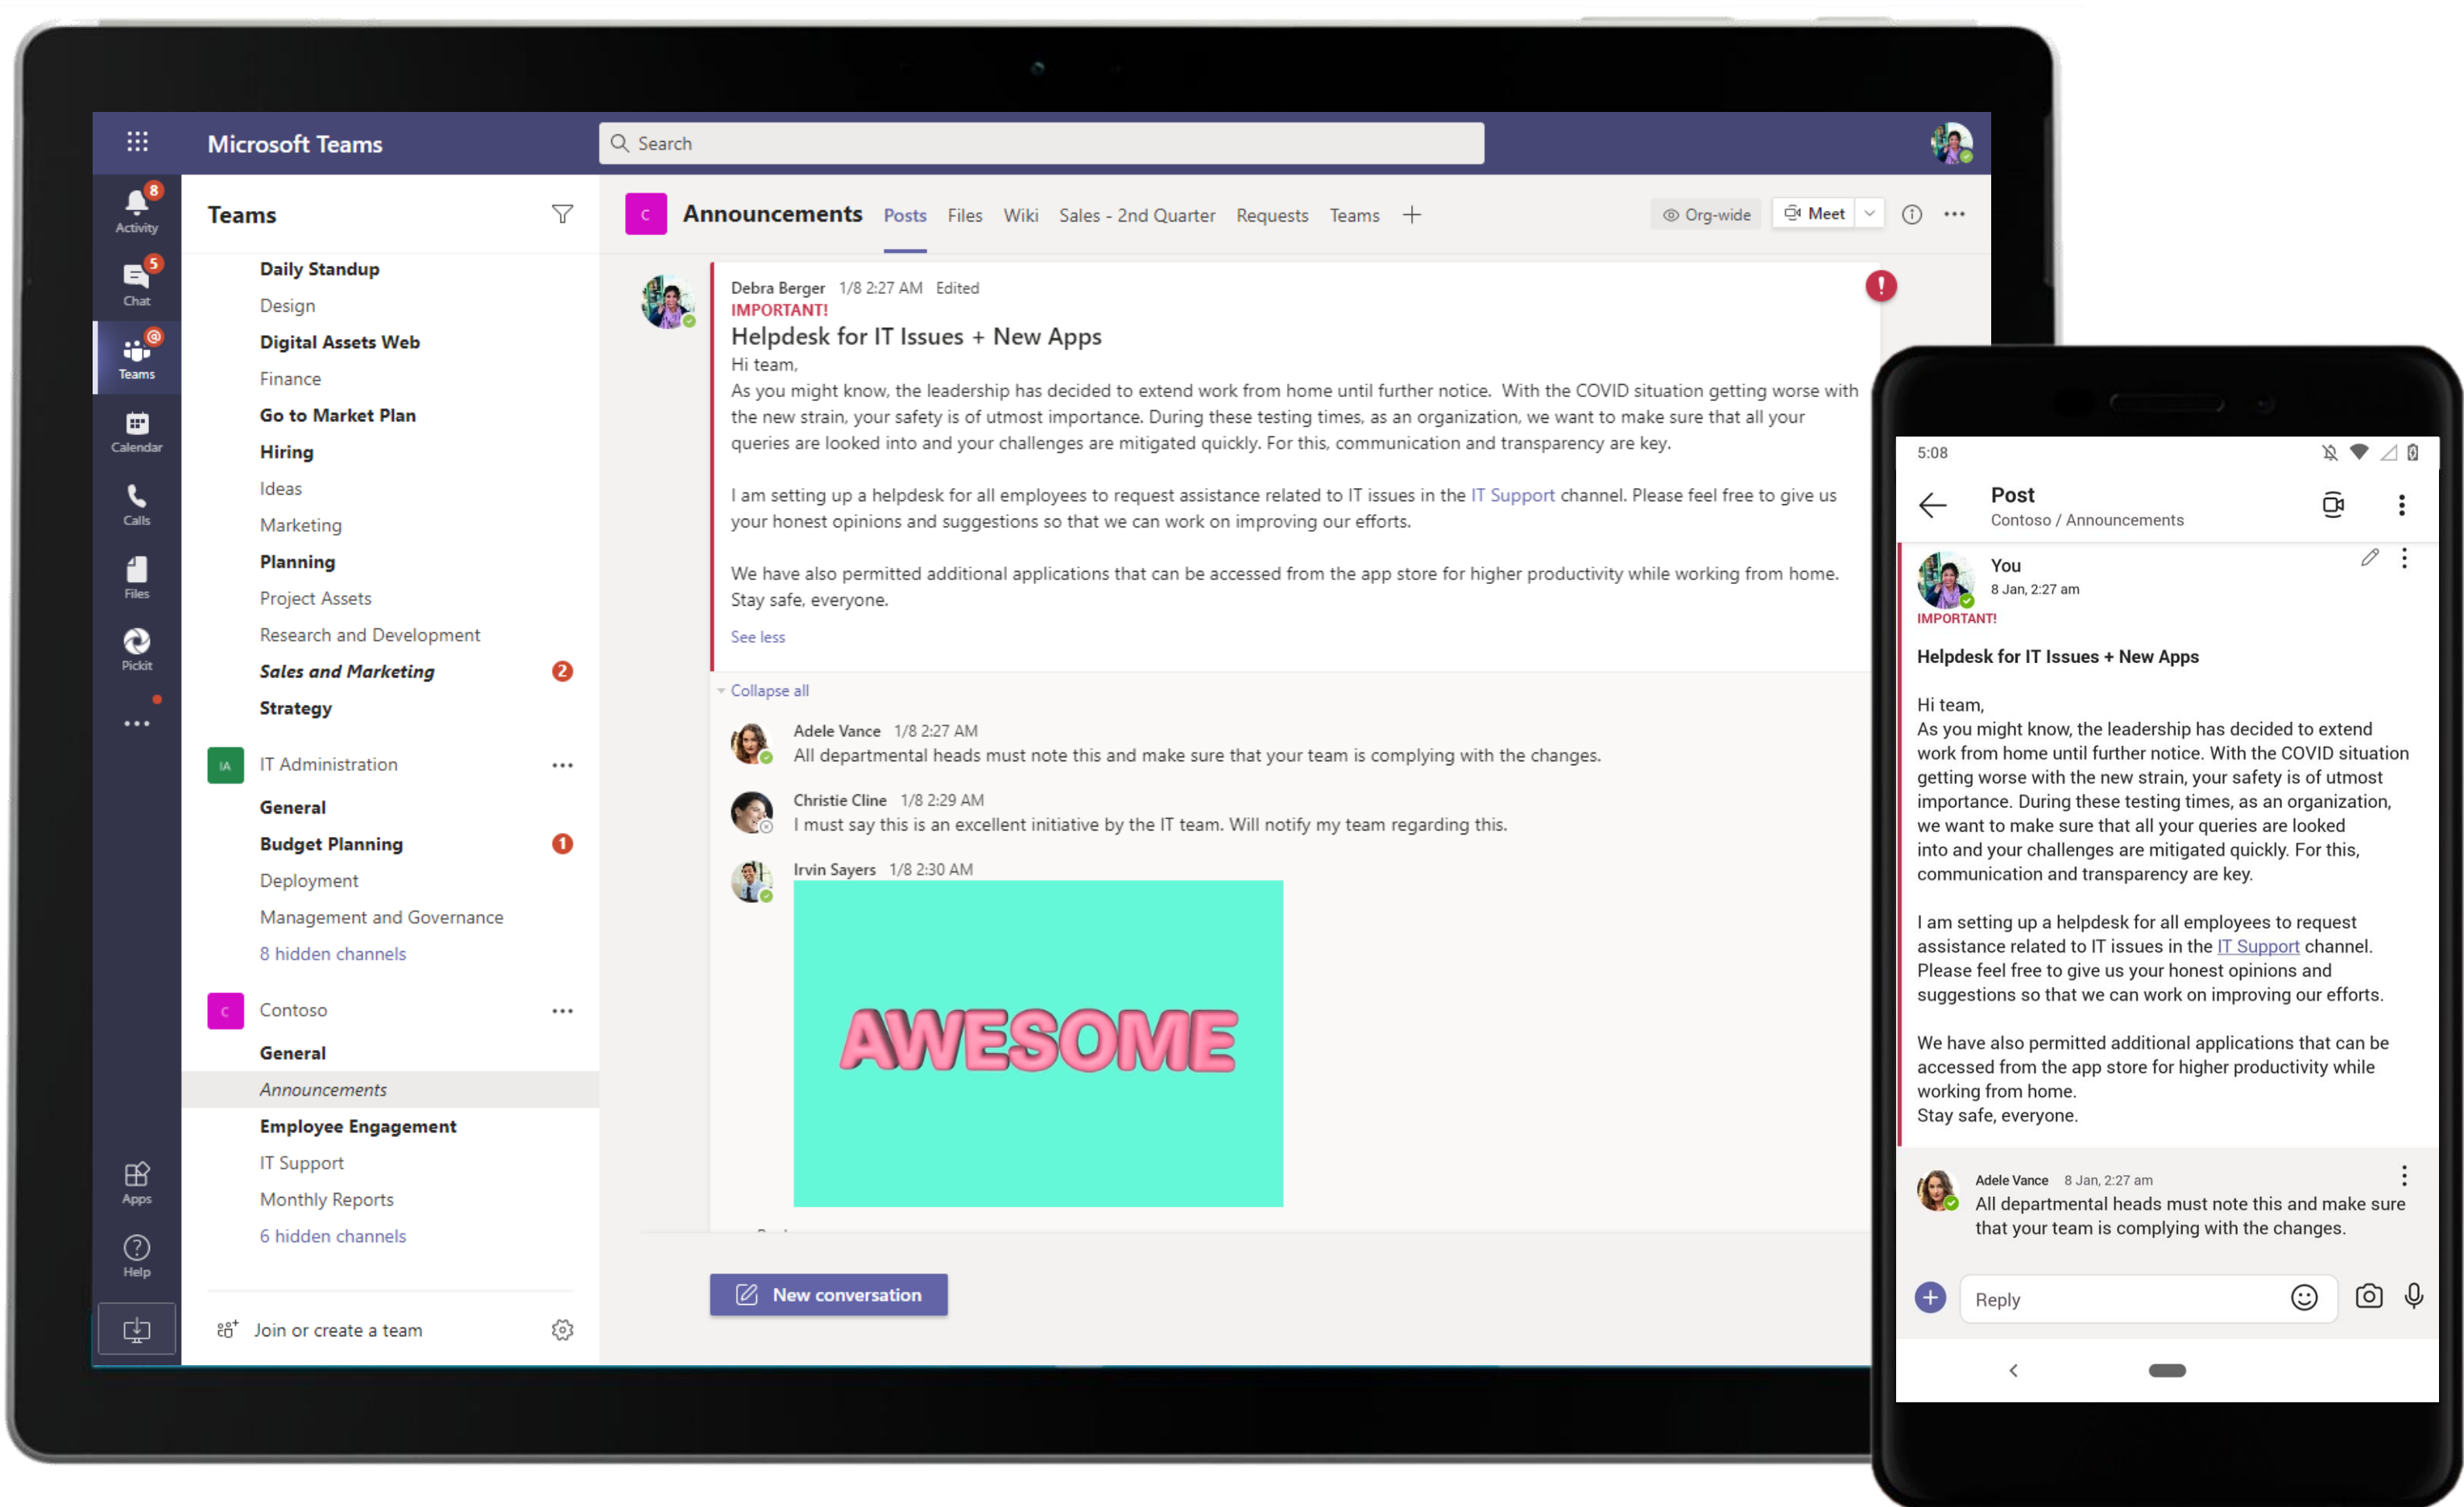 Microsoft Teams
Search
8
Activity
5
Chat
@
Teams
Calendar
Calls
Files
Pickit
Apps
Help
Teams
Daily Standup
Design
Digital Assets Web
Finance
Go to Market Plan
Hiring
Ideas
Marketing
Planning
Project Assets
Research and Development
Sales and Marketing 2
Strategy
IA IT Administration
General
Budget Planning 1
Deployment
Management and Governance
8 hidden channels
C Contoso
General
Announcements
Employee Engagement
IT Support
Monthly Reports
6 hidden channels
Join or create a team
C Announcements Posts Files Wiki Sales - 2nd Quarter Requests Teams + Org-wide Meet
Debra Berger 1/8 2:27 AM Edited
!
IMPORTANT!
Helpdesk for IT Issues + New Apps
Hi team,
As you might know, the leadership has decided to extend work from home until further notice. With the COVID situation getting worse with
the new strain, your safety is of utmost importance. During these testing times, as an organization, we want to make sure that all your
queries are looked into and your challenges are mitigated quickly. For this, communication and transparency are key.
I am setting up a helpdesk for all employees to request assistance related to IT issues in the IT Support channel. Please feel free to give us
your honest opinions and suggestions so that we can work on improving our efforts.
We have also permitted additional applications that can be accessed from the app store for higher productivity while working from home.
Stay safe, everyone.
See less
Collapse all
Adele Vance 1/8 2:27 AM
All departmental heads must note this and make sure that your team is complying with the changes.
Christie Cline 1/8 2:29 AM
I must say this is an excellent initiative by the IT team. Will notify my team regarding this.
Irvin Sayers 1/8 2:30 AM
AWESOME
New conversation
5:08
Post
Contoso / Announcements
You
8 Jan, 2:27 am
IMPORTANT!
Helpdesk for IT Issues + New Apps
Hi team,
As you might know, the leadership has decided to extend
work from home until further notice. With the COVID situation
getting worse with the new strain, your safety is of utmost
importance. During these testing times, as an organization,
we want to make sure that all your queries are looked
into and your challenges are mitigated quickly. For this,
communication and transparency are key.
I am setting up a helpdesk for all employees to request
assistance related to IT issues in the IT Support channel.
Please feel free to give us your honest opinions and
suggestions so that we can work on improving our efforts.
We have also permitted additional applications that can be
accessed from the app store for higher productivity while
working from home.
Stay safe, everyone.
Adele Vance 8 Jan, 2:27 am
All departmental heads must note this and make sure
that your team is complying with the changes.
Reply